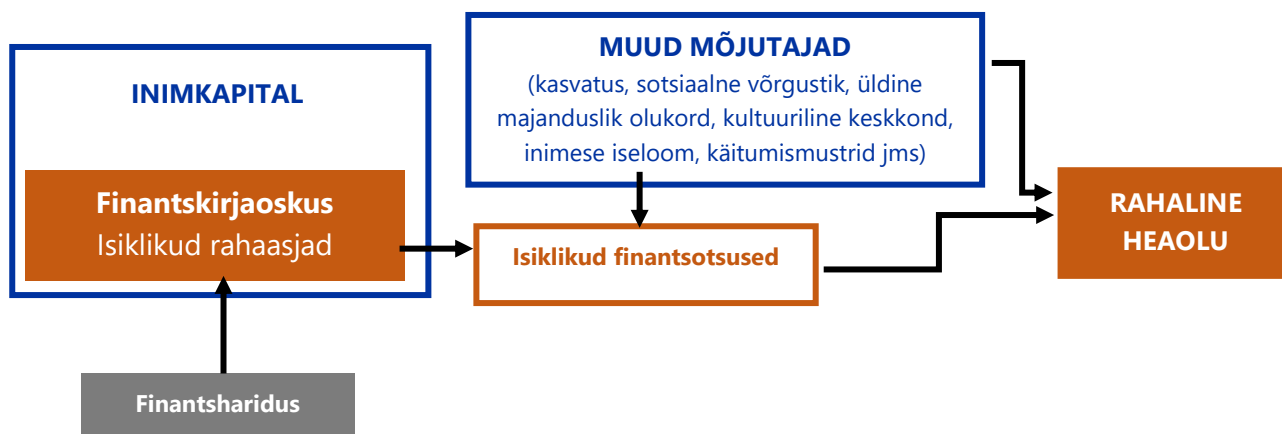 INIMKAPITAL
Finantskirjaoskus
Isiklikud rahaasjad
Finantsharidus
MUUD MÕJUTAJAD
(kasvatus, sotsiaalne võrgustik, üldine
majanduslik olukord, kultuuriline keskkond,
inimese iseloom, käitumismustrid jms)
Isiklikud finantsotsused
RAHALINE
HEAOLU